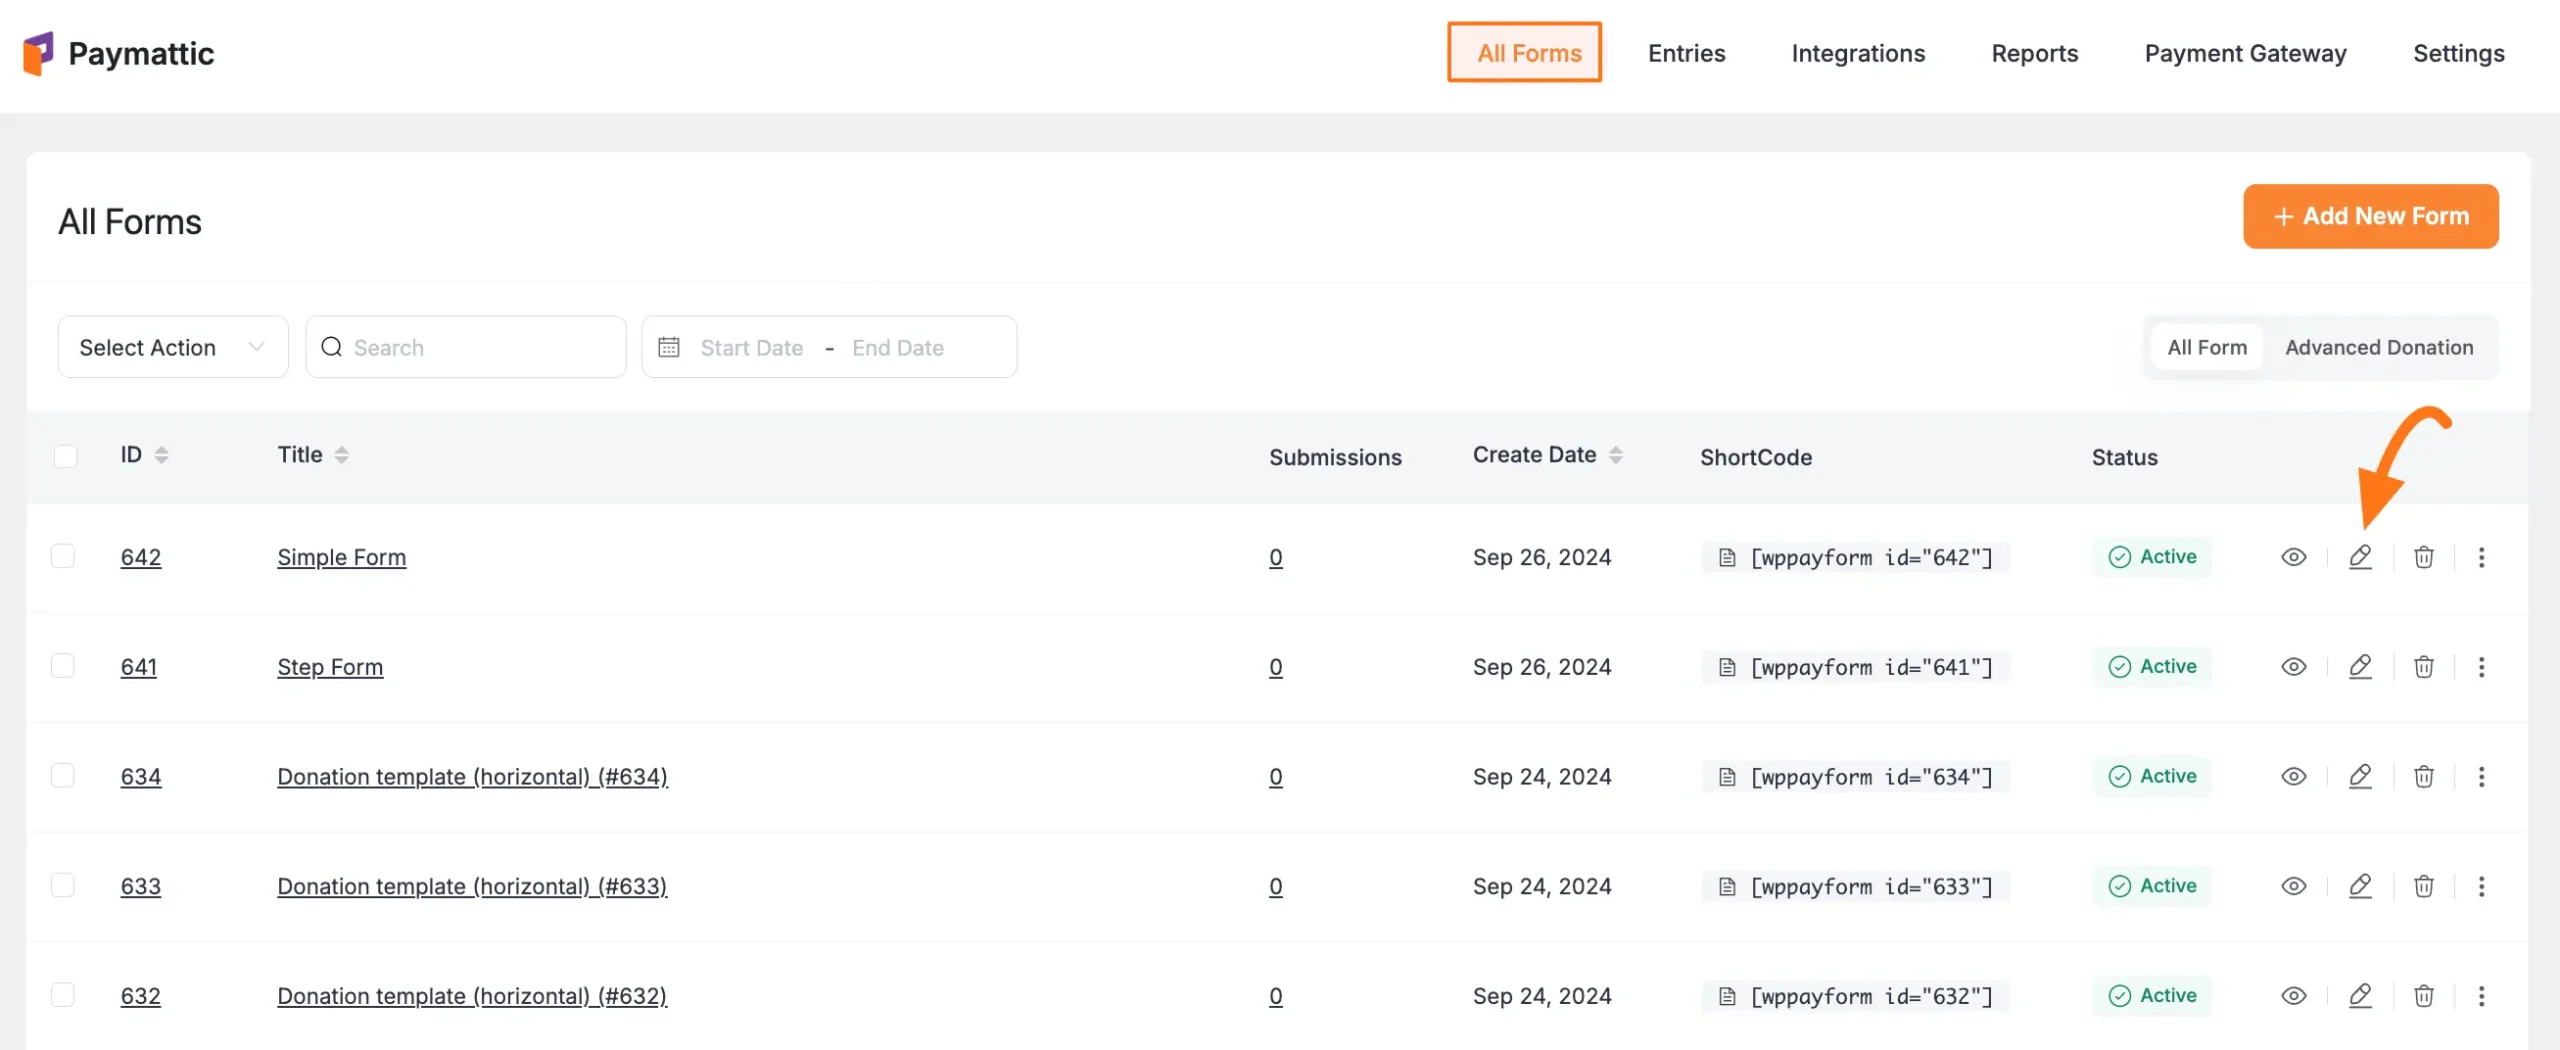 Paymattic
All Forms Entries Integrations Reports Payment Gateway Settings
All Forms
+ Add New Form
Select Action Search Start Date - End Date All Form Advanced Donation
ID Title Submissions Create Date ShortCode Status
642 Simple Form 0 Sep 26, 2024 [wppayform id="642"] Active
641 Step Form 0 Sep 26, 2024 [wppayform id="641"] Active
634 Donation template (horizontal) (#634) 0 Sep 24, 2024 [wppayform id="634"] Active
633 Donation template (horizontal) (#633) 0 Sep 24, 2024 [wppayform id="633"] Active
632 Donation template (horizontal) (#632) 0 Sep 24, 2024 [wppayform id="632"] Active